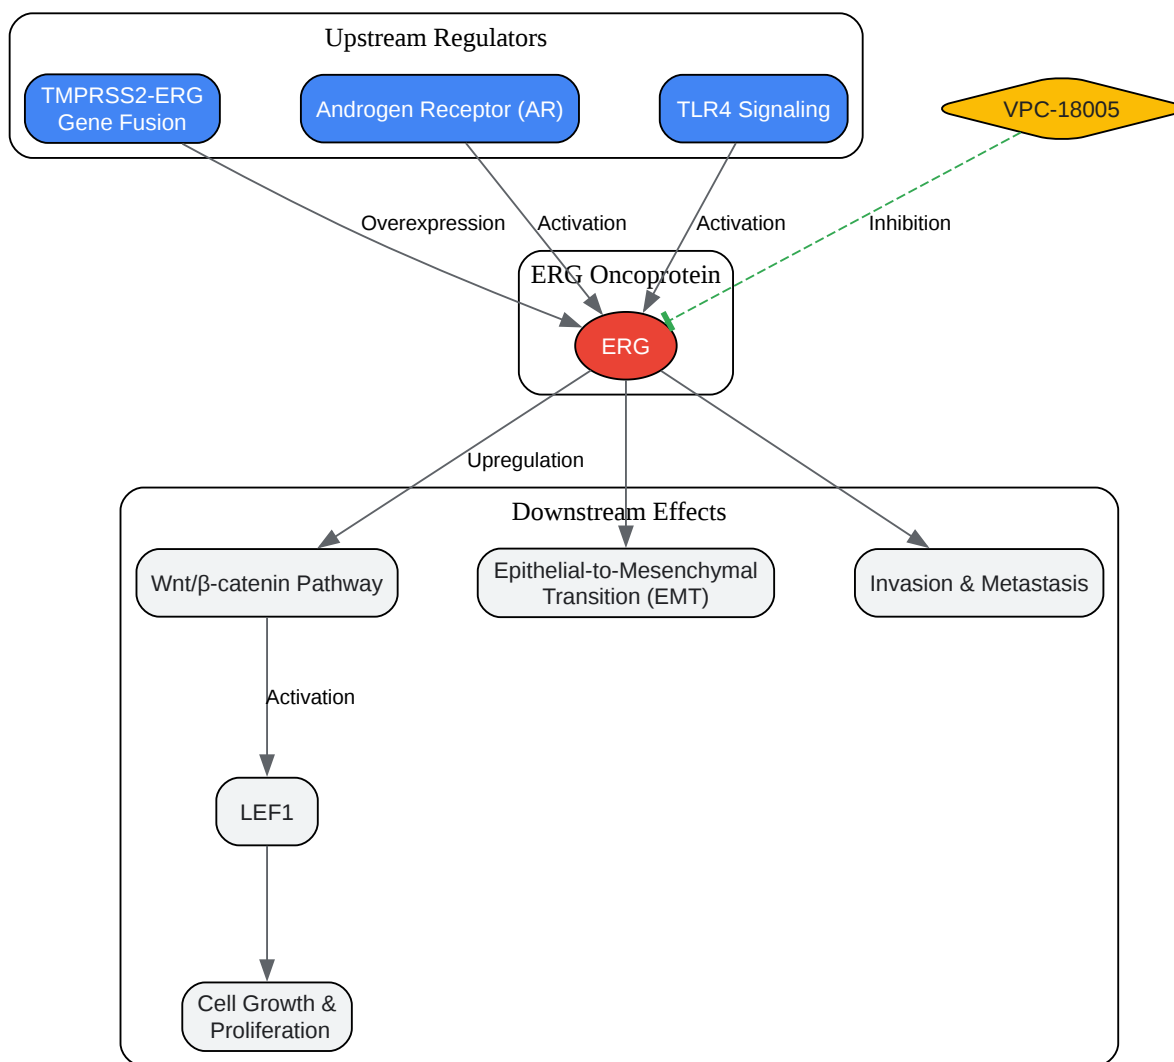 Upstream Regulators
TMPRSS2-ERG
Gene Fusion
Androgen Receptor (AR)
TLR4 Signaling
VPC-18005
Overexpression
Activation
Activation
Inhibition
ERG Oncoprotein
ERG
Upregulation
Downstream Effects
Wnt/β-catenin Pathway
Epithelial-to-Mesenchymal
Transition (EMT)
Invasion & Metastasis
Activation
LEF1
Cell Growth &
Proliferation